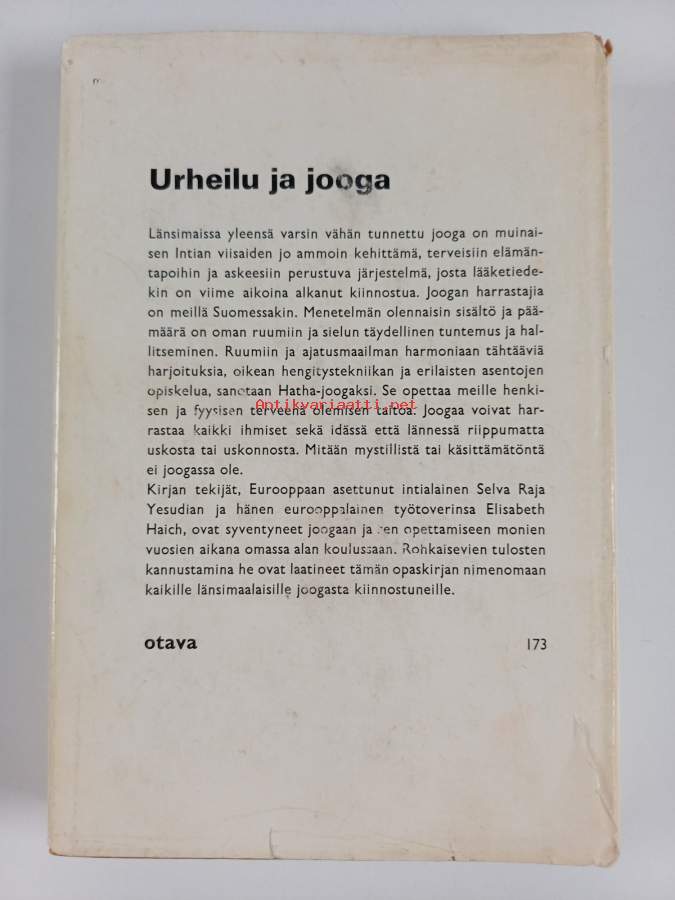 Urheilu ja jooga
Länsimaissa yleensä varsin vähän tunnettu jooga on muinai-
sen Intian viisaiden jo ammoin kehittämä, terveisiin elämän-
tapoihin ja askeesiin perustuva järjestelmä, josta lääketiede-
kin on viime aikoina alkanut kiinnostua. Joogan harrastajia
on meillä Suomessakin. Menetelmän olennaisin sisältö ja pää-
määrä on oman ruumiin ja sielun täydellinen tuntemus ja hal-
litseminen. Ruumiin ja ajatusmaailman harmoniaan tähtääviä
harjoituksia, oikean hengitystekniikan ja erilaisten asentojen
opiskelua, sanotaan Hatha-joogaksi. Se opettaa meille henki-
sen ja fyysisen terveenä olemisen taitoa. Joogaa voivat har-
Antikvariaatti.net
rastaa kaikki ihmiset sekä idässä että lännessä riippumatta
uskosta tai uskonnosta. Mitään mystillistä tai käsittämätöntä
ei joogassa ole.
Kirjan tekijät, Eurooppaan asettunut intialainen Selva Raja
Yesudian ja hänen eurooppalainen työtoverinsa Elisabeth
Haich, ovat syventyneet joogaan ja sen opettamiseen monien
vuosien aikana omassa alan koulussaan. Rohkaisevien tulosten
kannustamina he ovat laatineet tämän opaskirjan nimenomaan
kaikille länsimaalaisille joogasta kiinnostuneille.
otava
173